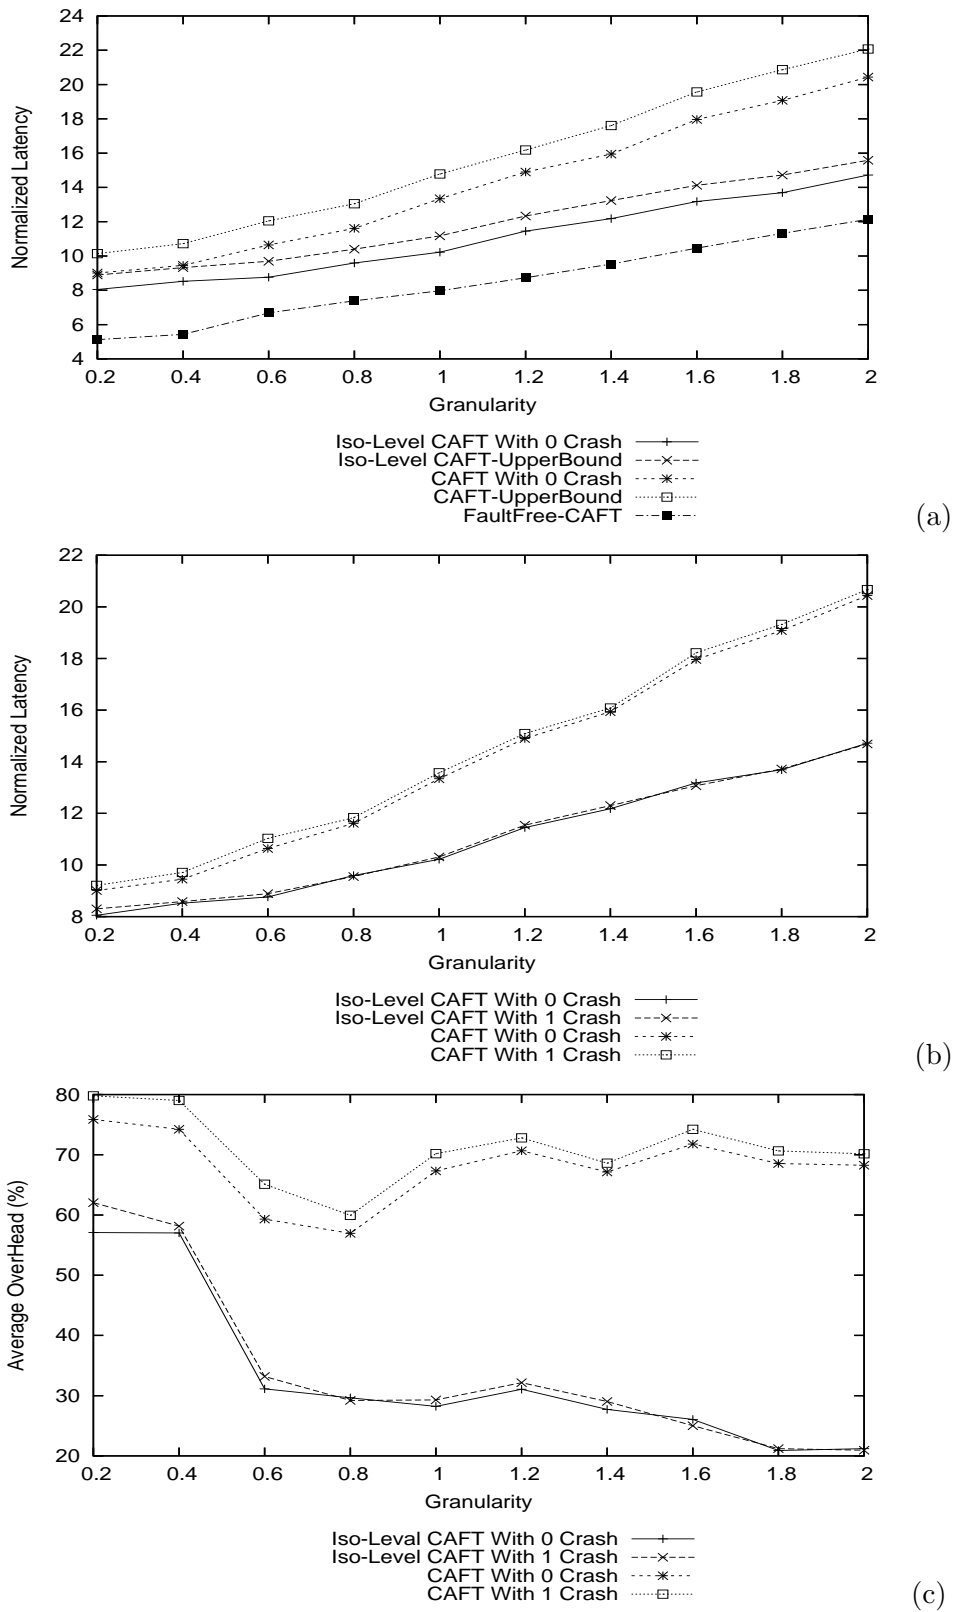 24
22
20
18
16
14
12
10
8
6
4
Normalized Latency
0.2 0.4 0.6 0.8 1 1.2 1.4 1.6 1.8 2
Granularity
Iso-Level CAFT With 0 Crash
Iso-Level CAFT-UpperBound
CAFT With 0 Crash
CAFT-UpperBound
FaultFree-CAFT
(a)
22
20
18
16
14
12
10
8
Normalized Latency
0.2 0.4 0.6 0.8 1 1.2 1.4 1.6 1.8 2
Granularity
Iso-Level CAFT With 0 Crash
Iso-Level CAFT With 1 Crash
CAFT With 0 Crash
CAFT With 1 Crash
(b)
80
70
60
50
40
30
20
Average OverHead (%)
0.2 0.4 0.6 0.8 1 1.2 1.4 1.6 1.8 2
Granularity
Iso-Leval CAFT With 0 Crash
Iso-Level CAFT With 1 Crash
CAFT With 0 Crash
CAFT With 1 Crash
(c)